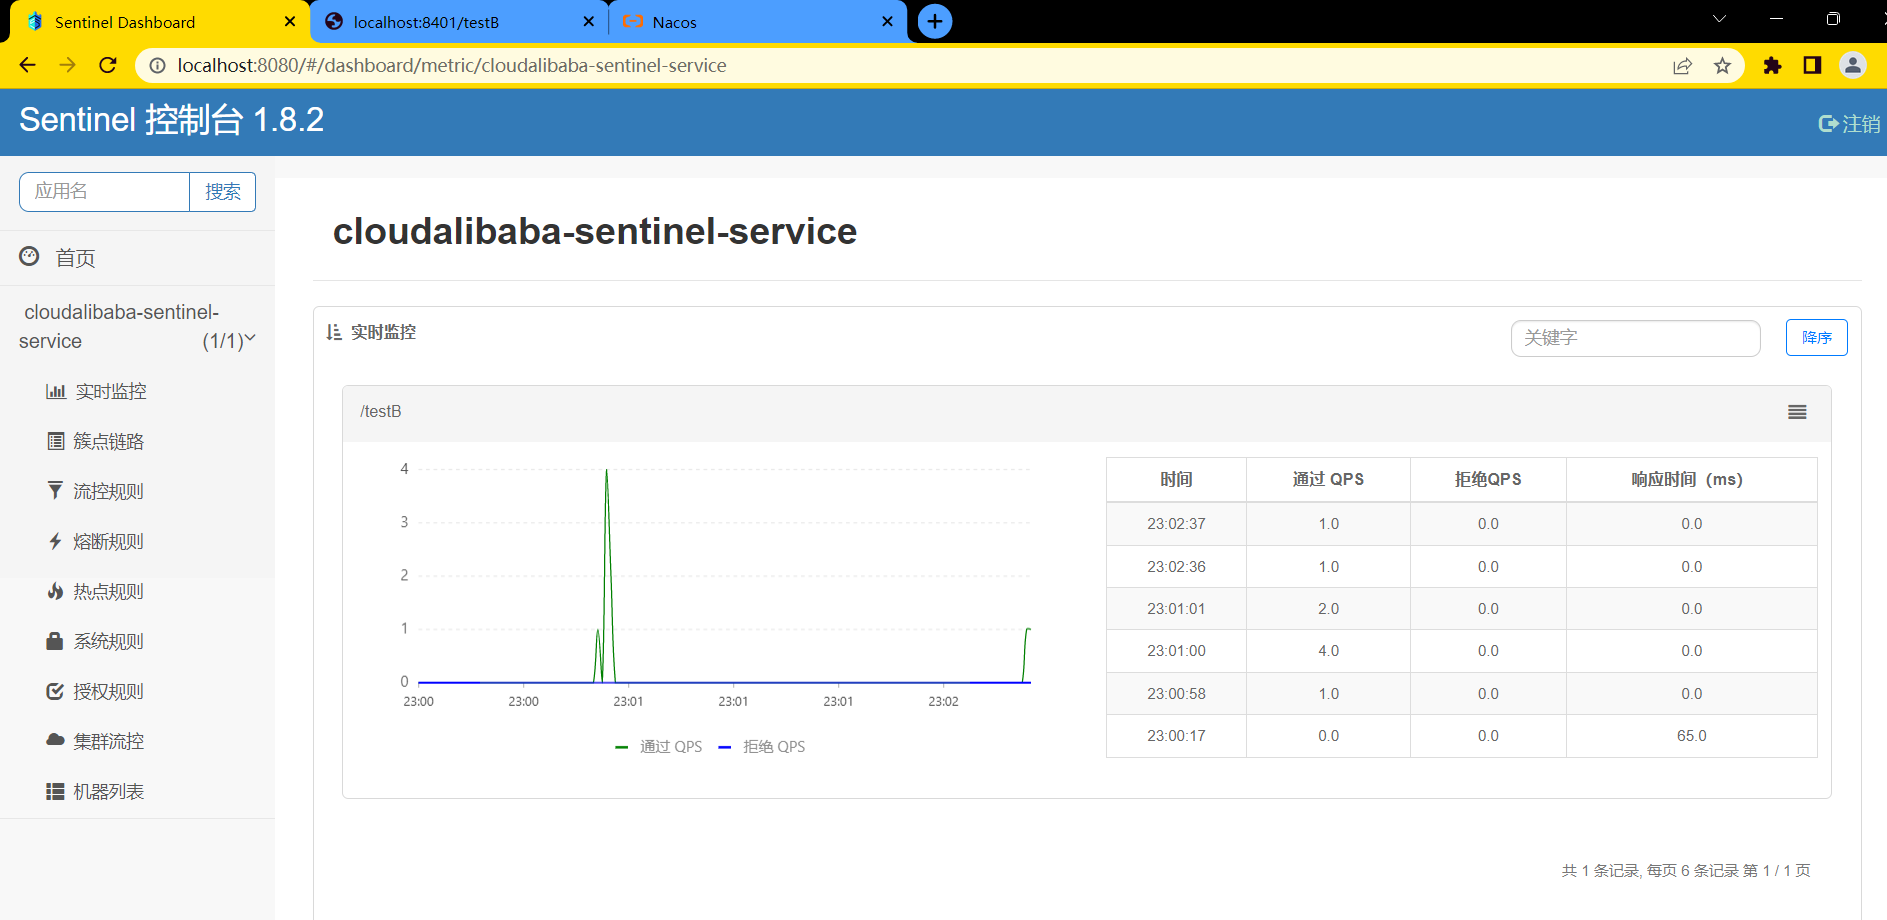 Sentinel Dashboard
localhost:8401/testB
Nacos
localhost:8080/#/dashboard/metric/cloudalibaba-sentinel-service
Sentinel 控制台 1.8.2
注销
应用名
搜索
首页
cloudalibaba-sentinel-
service (1/1)
实时监控
簇点链路
流控规则
熔断规则
热点规则
系统规则
授权规则
集群流控
机器列表
cloudalibaba-sentinel-service
实时监控
关键字
降序
/testB
4
3
2
1
0
23:00 23:00 23:01 23:01 23:01 23:02
通过 QPS 拒绝 QPS
时间 通过 QPS 拒绝QPS 响应时间（ms）
23:02:37 1.0 0.0 0.0
23:02:36 1.0 0.0 0.0
23:01:01 2.0 0.0 0.0
23:01:00 4.0 0.0 0.0
23:00:58 1.0 0.0 0.0
23:00:17 0.0 0.0 65.0
共 1 条记录, 每页 6 条记录 第 1 / 1 页